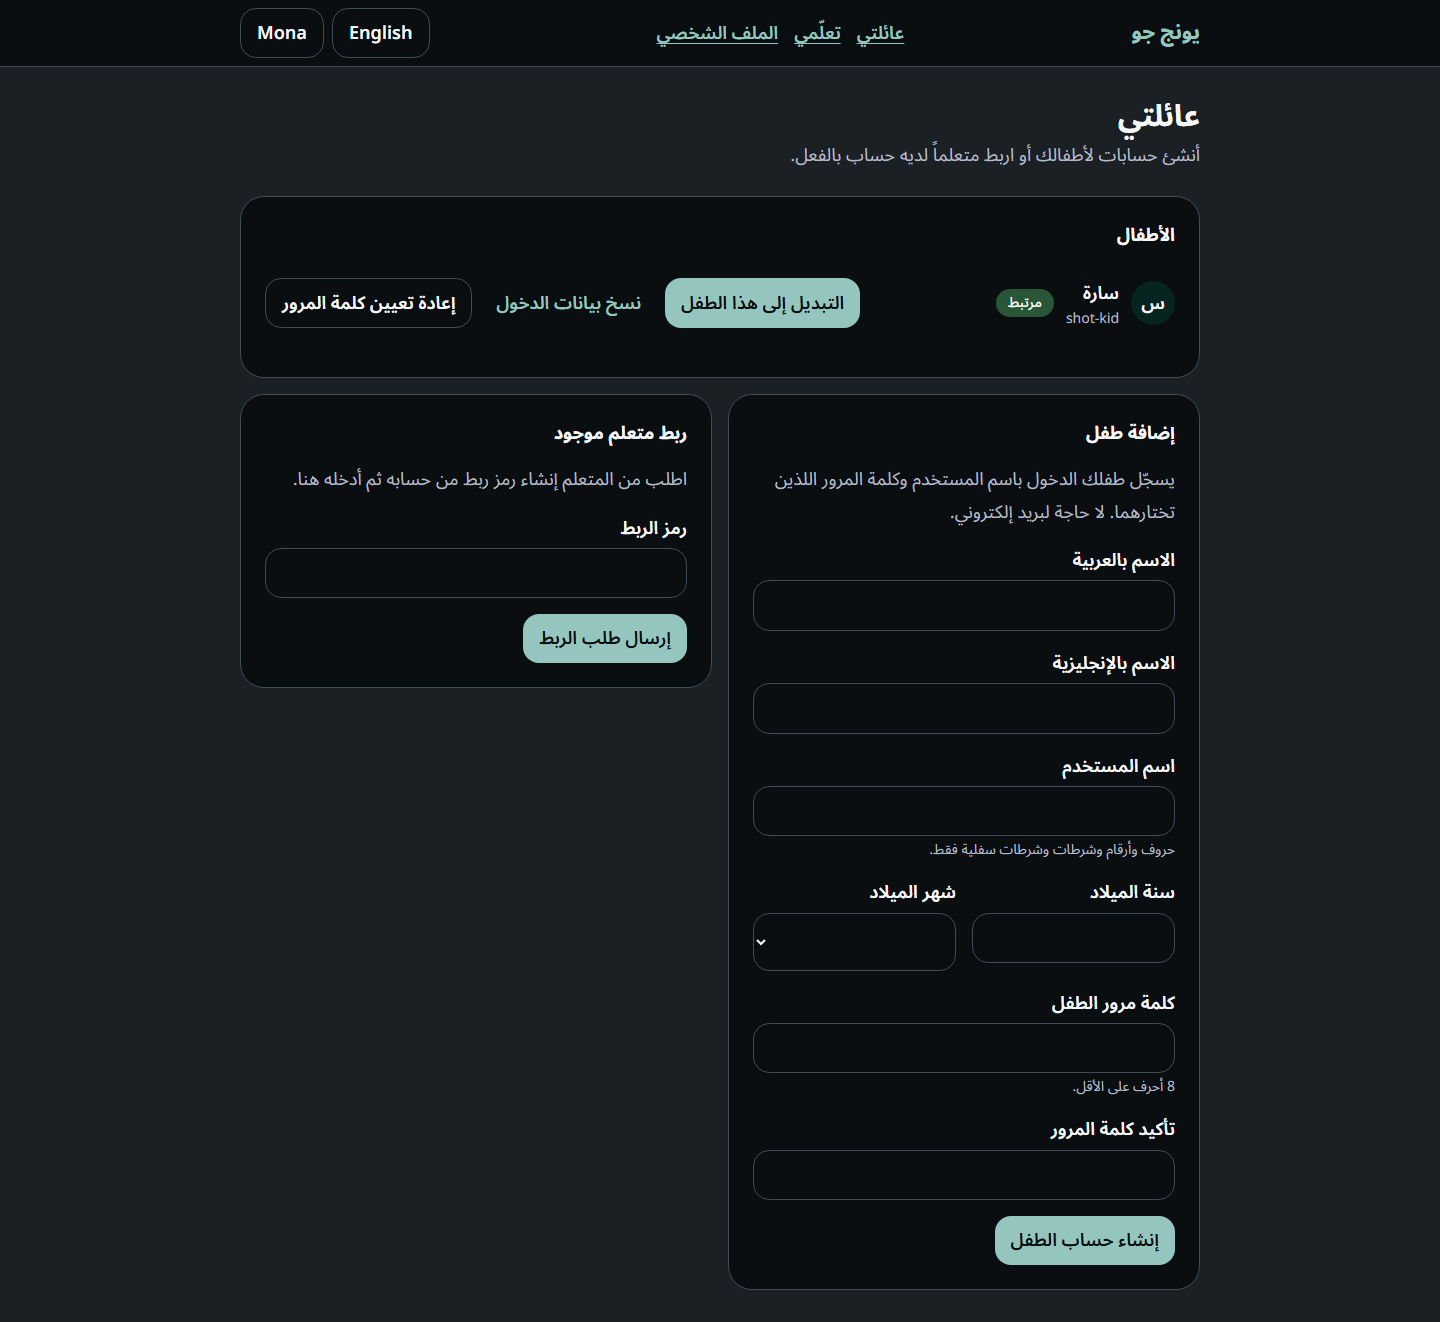 يونج جو
عائلتي
تعلّمي
الملف الشخصي
English
Mona
عائلتي
أنشئ حسابات لأطفالك أو اربط متعلماً لديه حساب بالفعل.
الأطفال
س
سارة
shot-kid
مرتبط
التبديل إلى هذا الطفل
نسخ بيانات الدخول
إعادة تعيين كلمة المرور
إضافة طفل
يسجّل طفلك الدخول باسم المستخدم وكلمة المرور اللذين
تختارهما. لا حاجة لبريد إلكتروني.
الاسم بالعربية
الاسم بالإنجليزية
اسم المستخدم
حروف وأرقام وشرطات وشرطات سفلية فقط.
سنة الميلاد
شهر الميلاد
كلمة مرور الطفل
8 أحرف على الأقل.
تأكيد كلمة المرور
إنشاء حساب الطفل
ربط متعلم موجود
اطلب من المتعلم إنشاء رمز ربط من حسابه ثم أدخله هنا.
رمز الربط
إرسال طلب الربط